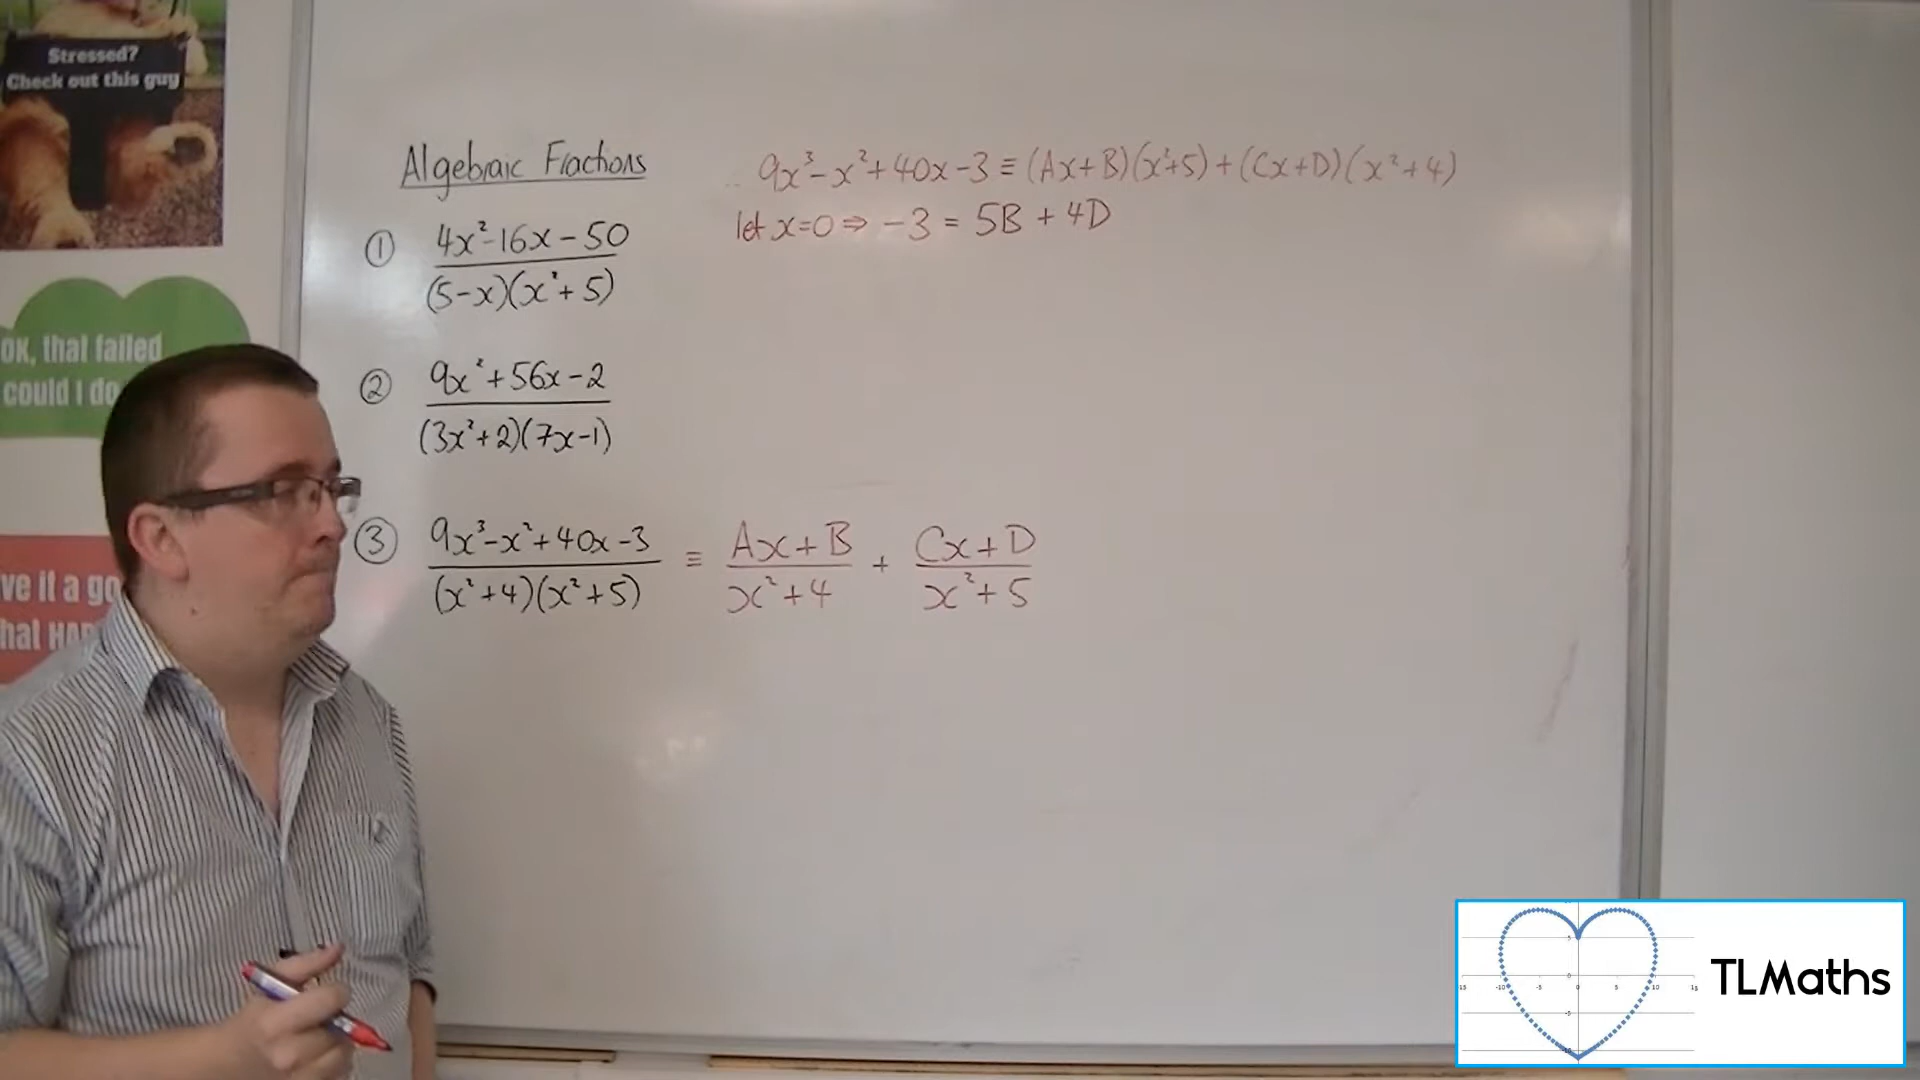 Stressed?
Check out this guy
OK, that failed
could I do
ve it a go
hat
Algebraic Fractions
① 4x²-16x-50
(5-x)(x²+5)
② 9x²+56x-2
(3x²+2)(7x-1)
③ 9x³-x²+40x-3 ≡ Ax+B + Cx+D
(x²+4)(x²+5) x²+4 x²+5
9x³-x²+40x-3 ≡ (Ax+B)(x²+5)+(Cx+D)(x²+4)
let x=0 ⇒ -3 = 5B + 4D
TLMaths